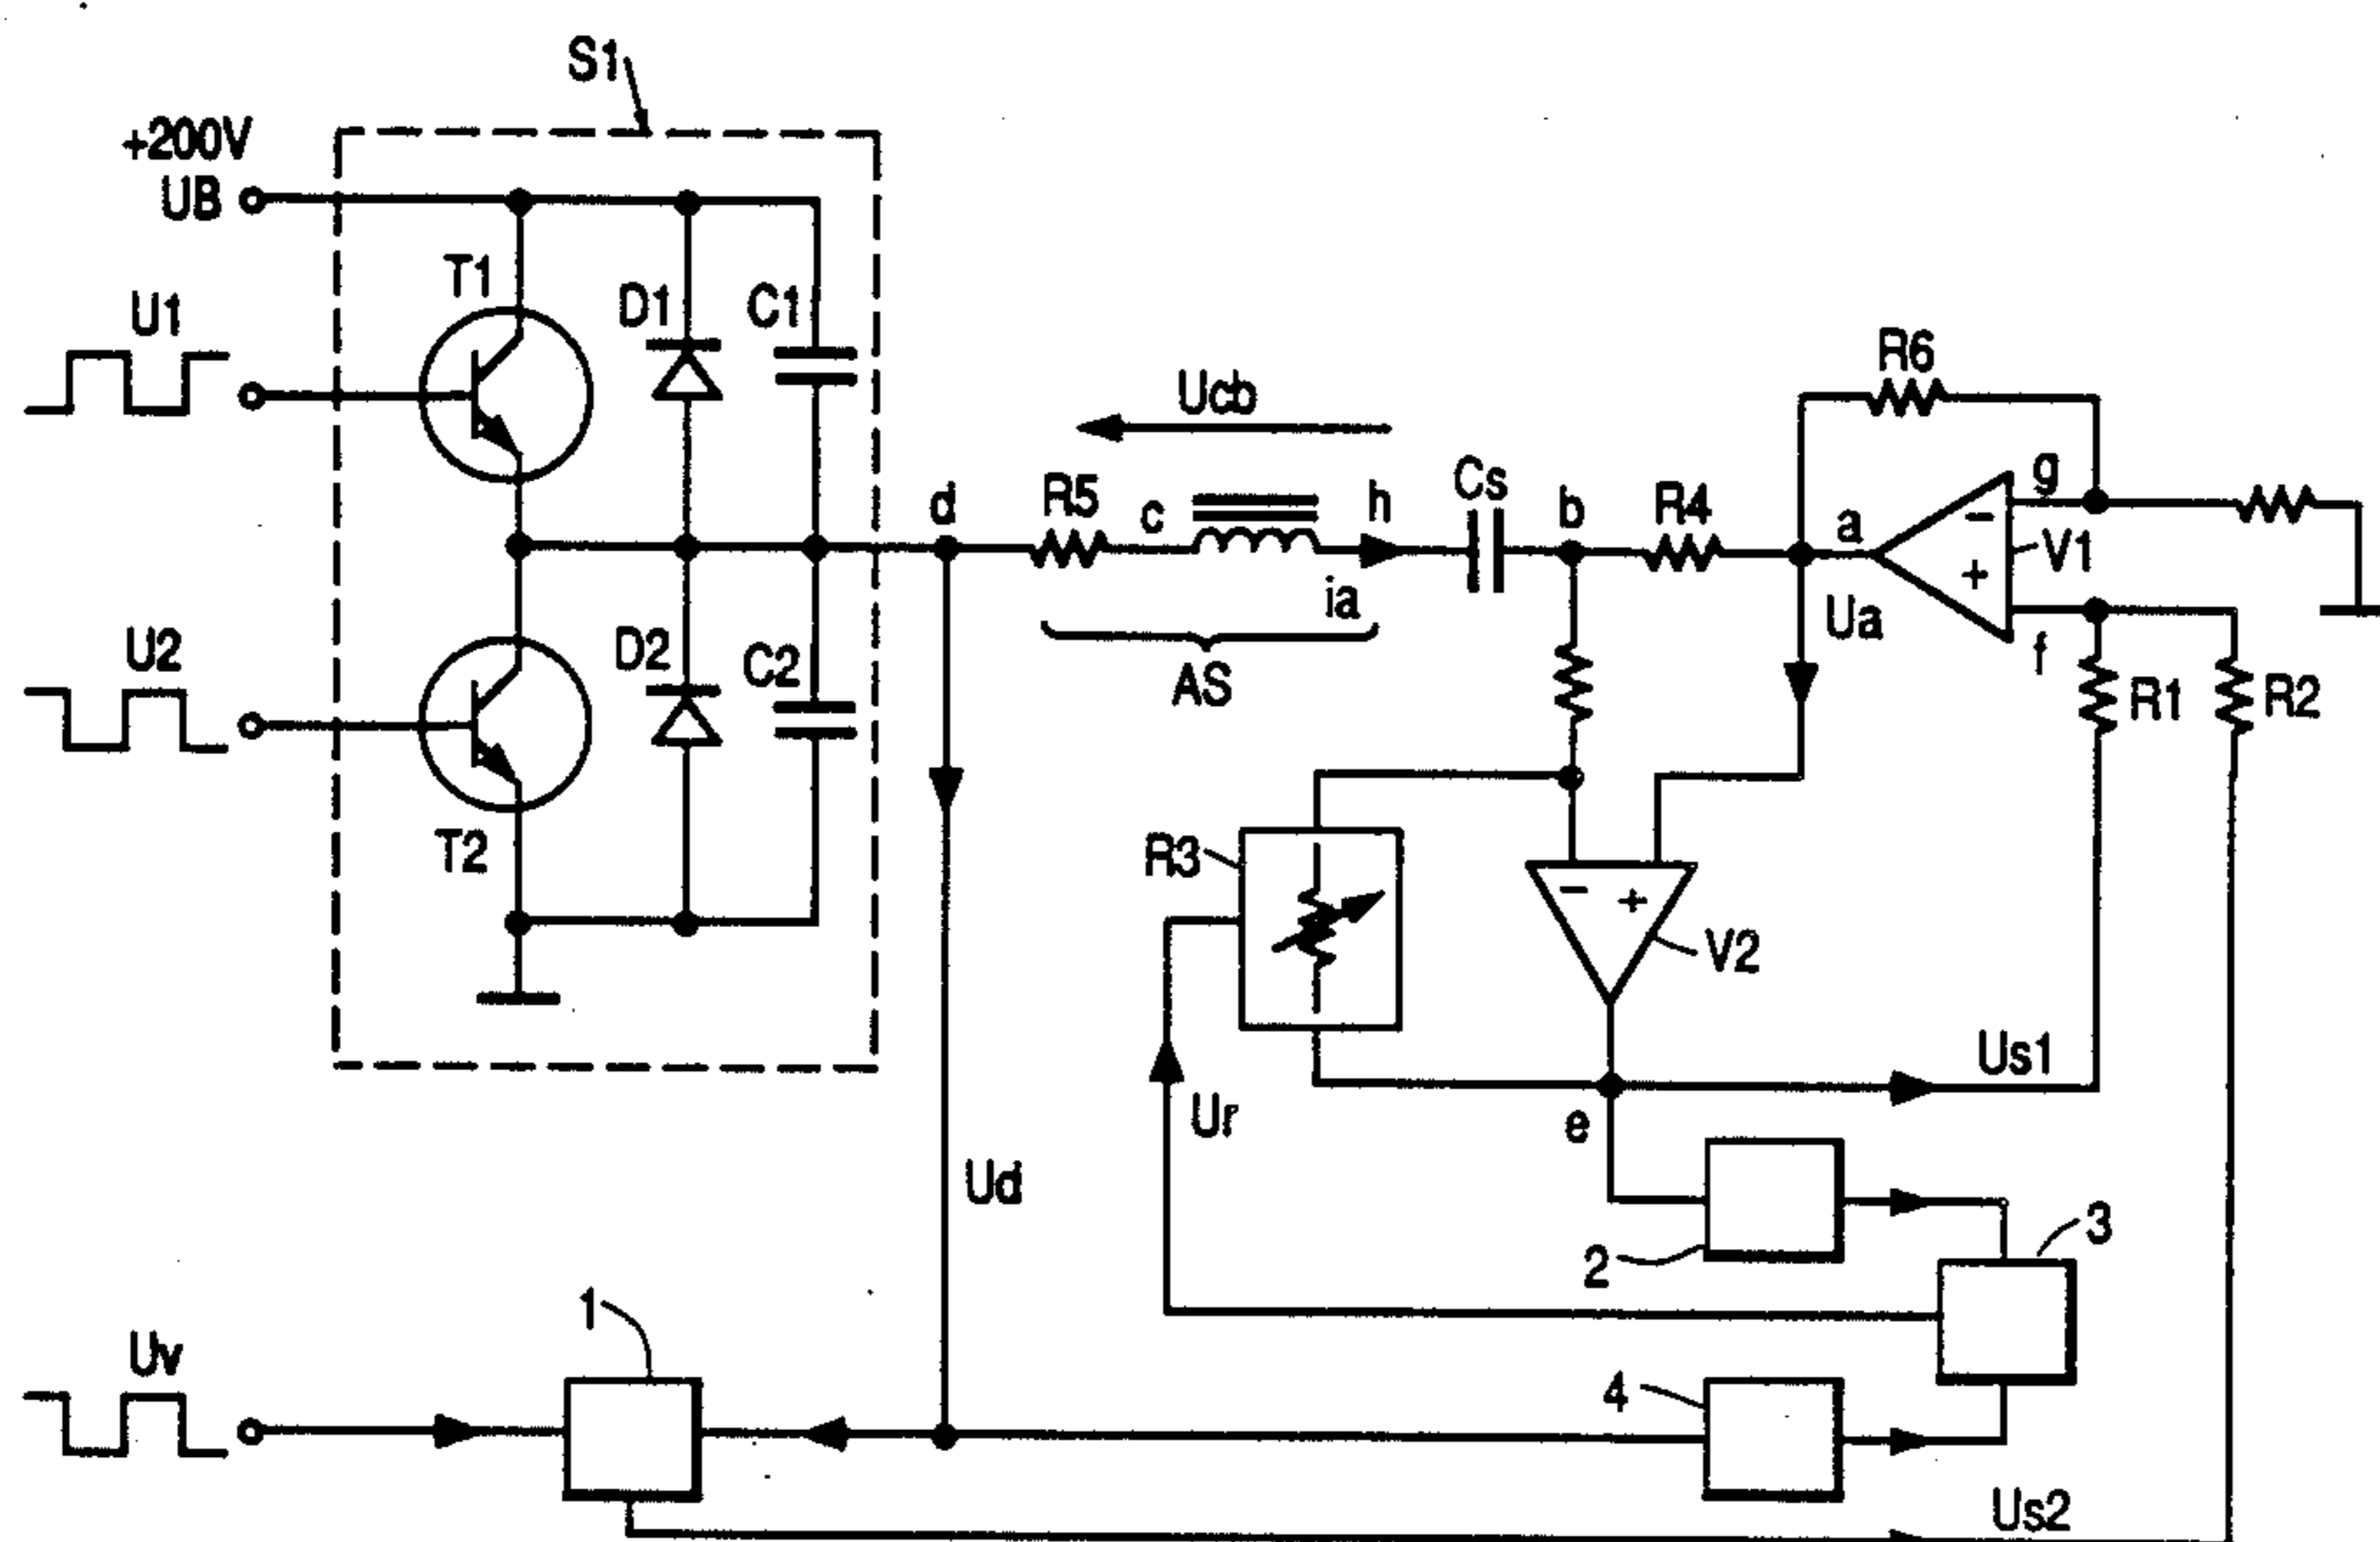 S1
+200V
UB
T1
D1
C1
U1
R6
Ucb
g
R5
c
h
Cs
b
R4
a
-
V1
d
+
ia
Ua
f
U2
D2
C2
AS
R1
R2
T2
R3
-
+
V2
Us1
Ur
e
Ud
2
3
1
Uv
4
Us2